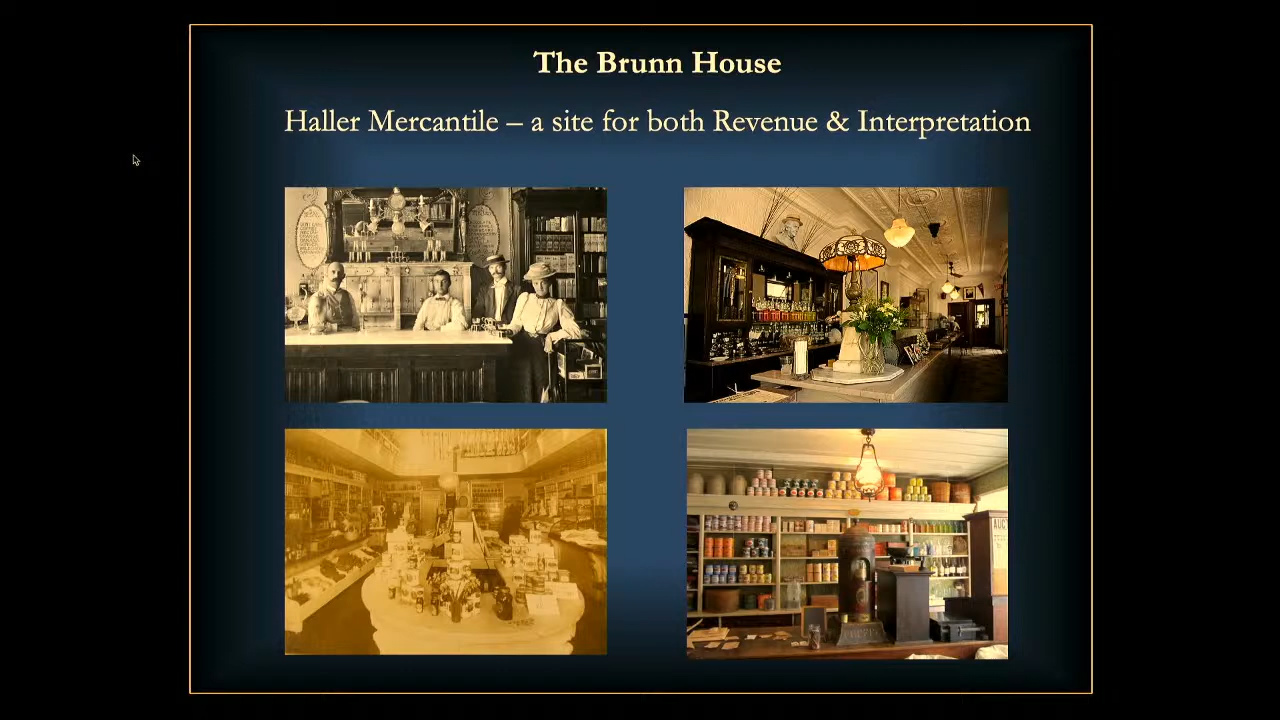 The Brunn House
Haller Mercantile – a site for both Revenue & Interpretation